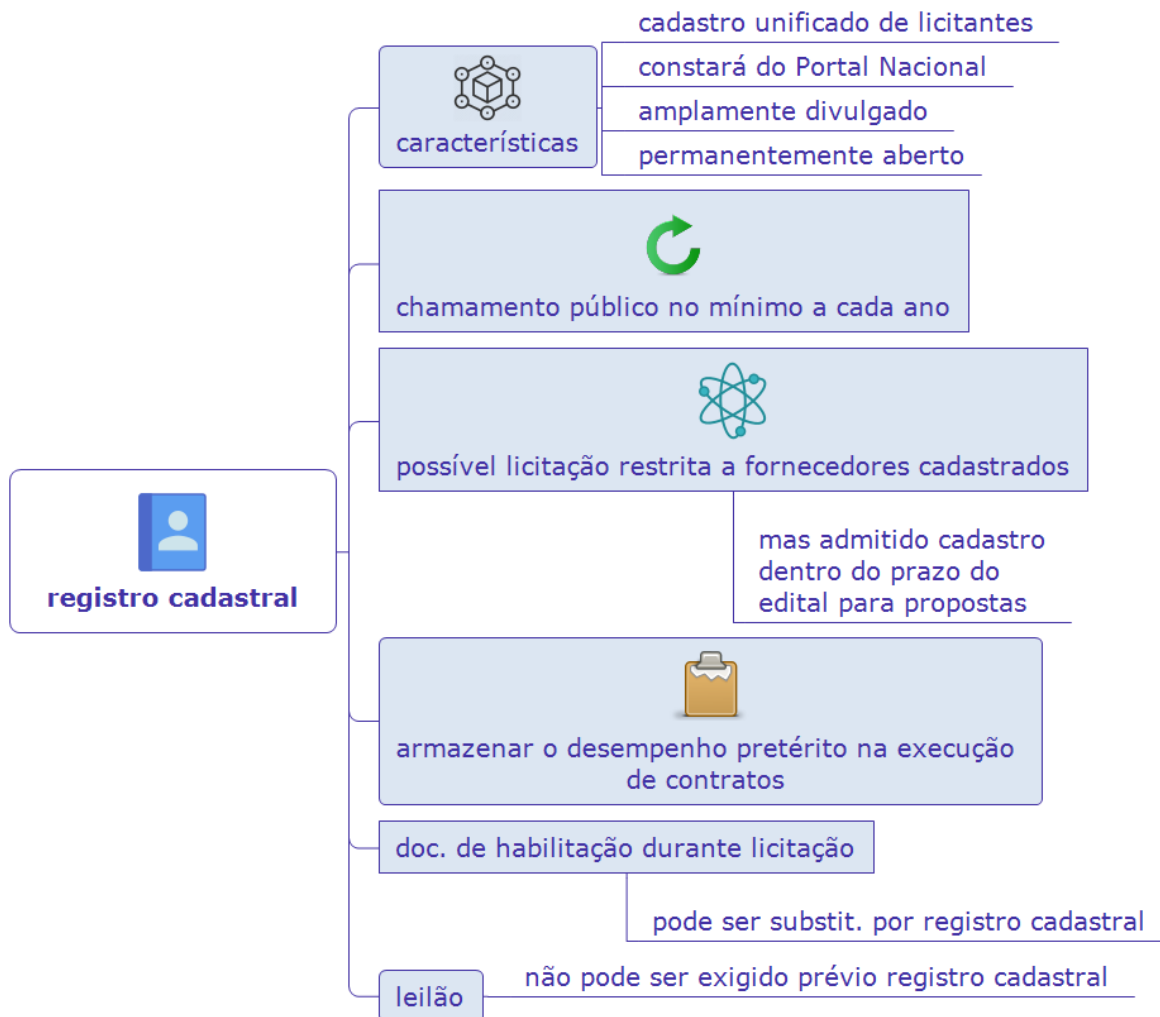 cadastro unificado de licitantes
constará do Portal Nacional
amplamente divulgado
permanentemente aberto
características
chamamento público no mínimo a cada ano
possível licitação restrita a fornecedores cadastrados
mas admitido cadastro
dentro do prazo do
edital para propostas
registro cadastral
armazenar o desempenho pretérito na execução
de contratos
doc. de habilitação durante licitação
pode ser substit. por registro cadastral
leilão
não pode ser exigido prévio registro cadastral